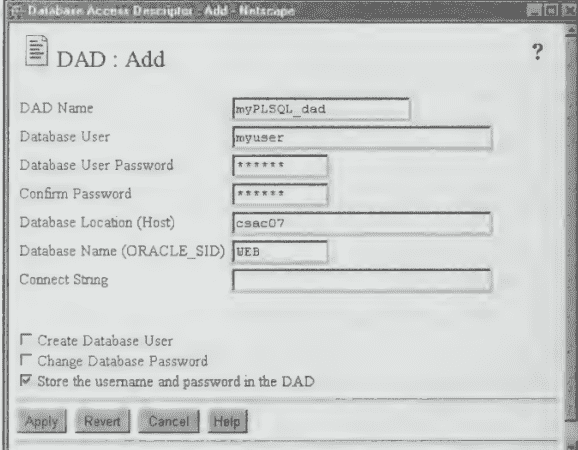 Database Access Descriptor - Add - Netscape
DAD : Add
?
DAD Name myPLSQL_dad
Database User myuser
Database User Password ******
Confirm Password ******
Database Location (Host) csac07
Database Name (ORACLE_SID) WEB
Connect String
Create Database User
Change Database Password
Store the username and password in the DAD
Apply Revert Cancel Help